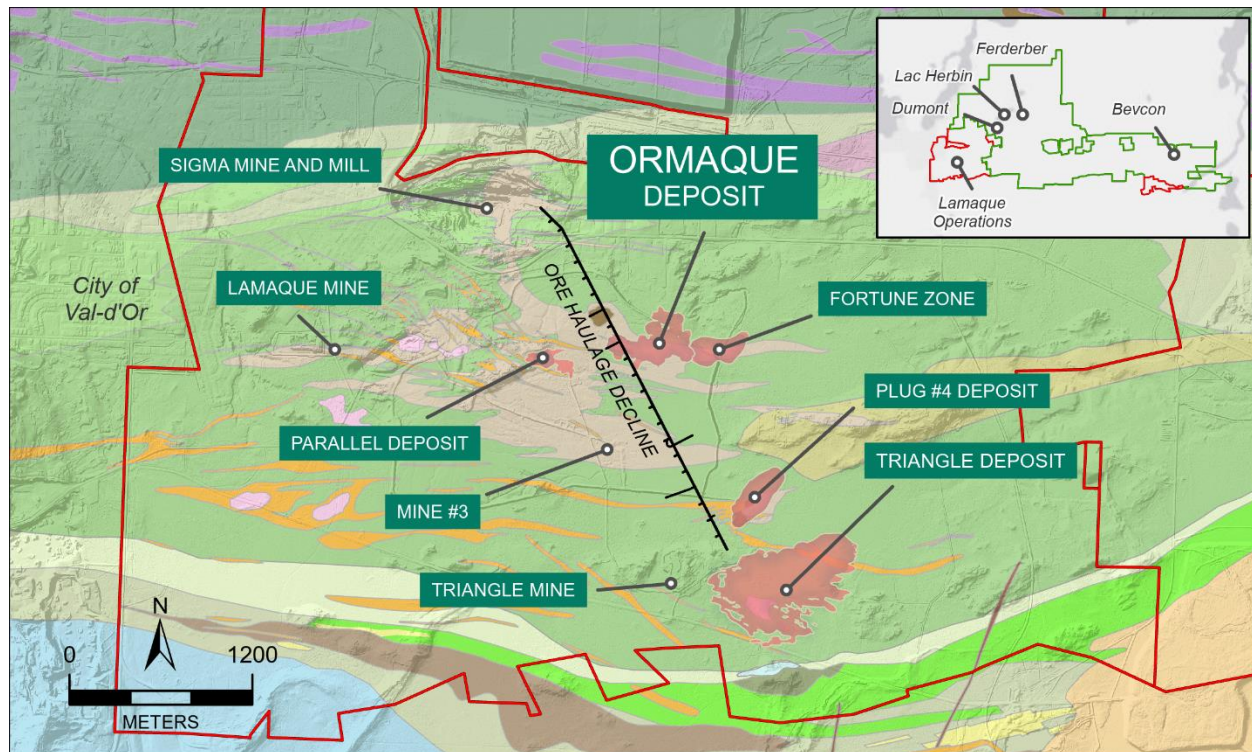 Ferderber
Lac Herbin
Dumont
Bevcon
Lamaque
Operations
SIGMA MINE AND MILL
ORMAQUE
DEPOSIT
City of
Val-d'Or
LAMAQUE MINE
ORE HAULAGE DECLINE
FORTUNE ZONE
PLUG #4 DEPOSIT
PARALLEL DEPOSIT
TRIANGLE DEPOSIT
MINE #3
TRIANGLE MINE
N
0 1200
METERS